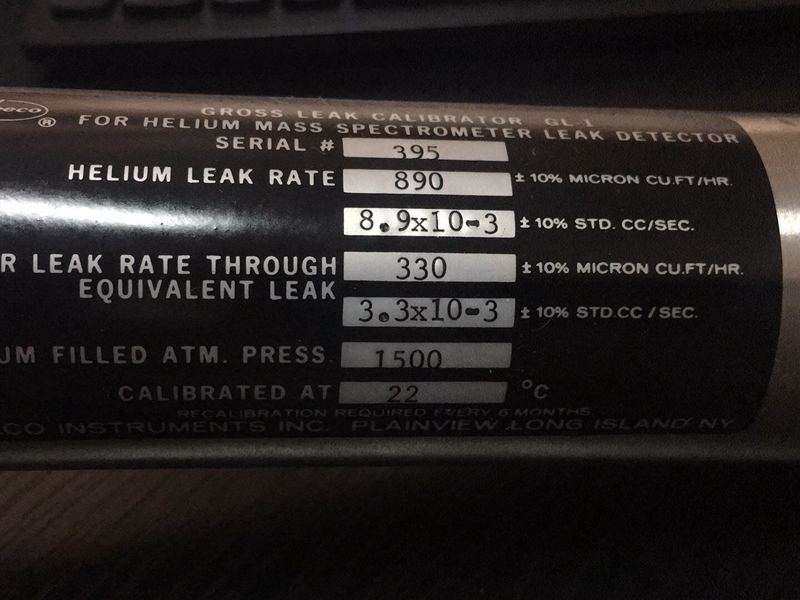 eco ®
GROSS LEAK CALIBRATOR GL-1
FOR HELIUM MASS SPECTROMETER LEAK DETECTOR
SERIAL # 395
HELIUM LEAK RATE 890 ± 10% MICRON CU.FT/HR.
8.9x10-3 ± 10% STD. CC/SEC.
R LEAK RATE THROUGH 330 ± 10% MICRON CU.FT/HR.
EQUIVALENT LEAK
3.3x10-3 ± 10% STD.CC / SEC.
UM FILLED ATM. PRESS. 1500
CALIBRATED AT 22 °C
RECALIBRATION REQUIRED EVERY 6 MONTHS
CO INSTRUMENTS INC. PLAINVIEW LONG ISLAND NY